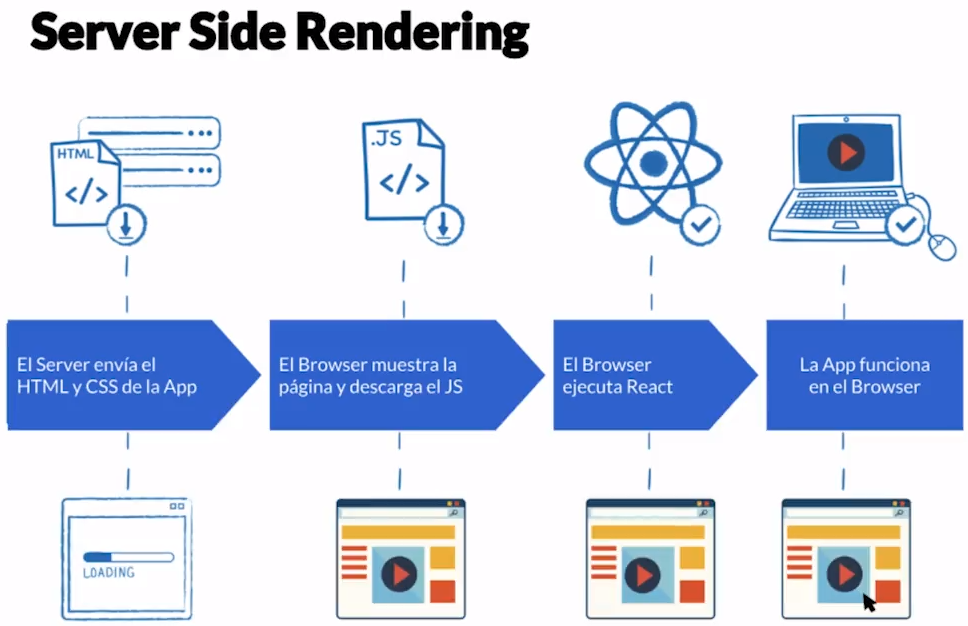 Server Side Rendering
HTML
</>
.JS
</>
El Server envía el
HTML y CSS de la App
El Browser muestra la
página y descarga el JS
El Browser
ejecuta React
La App funciona
en el Browser
LOADING